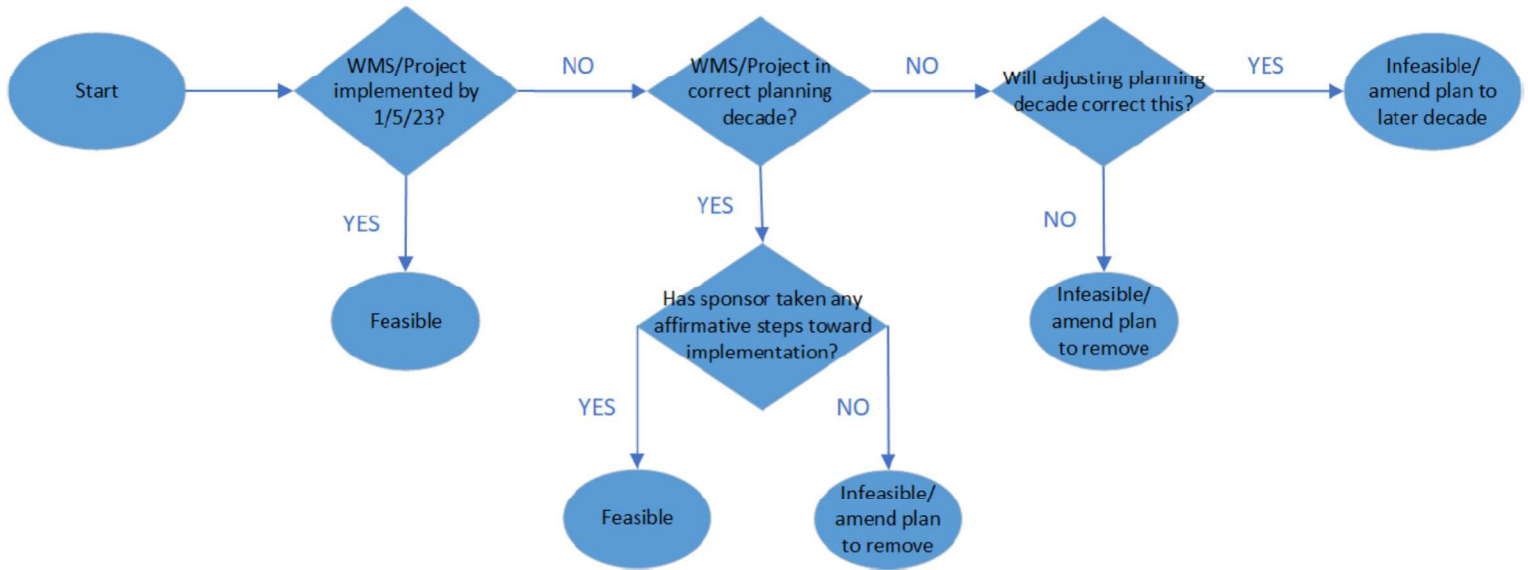 Start
WMS/Project
implemented by
1/5/23?
NO
WMS/Project in
correct planning
decade?
NO
Will adjusting planning
decade correct this?
YES
Infeasible/
amend plan to
later decade
YES
Feasible
YES
Has sponsor taken any
affirmative steps toward
implementation?
NO
Infeasible/
amend plan
to remove
YES
Feasible
NO
Infeasible/
amend plan
to remove